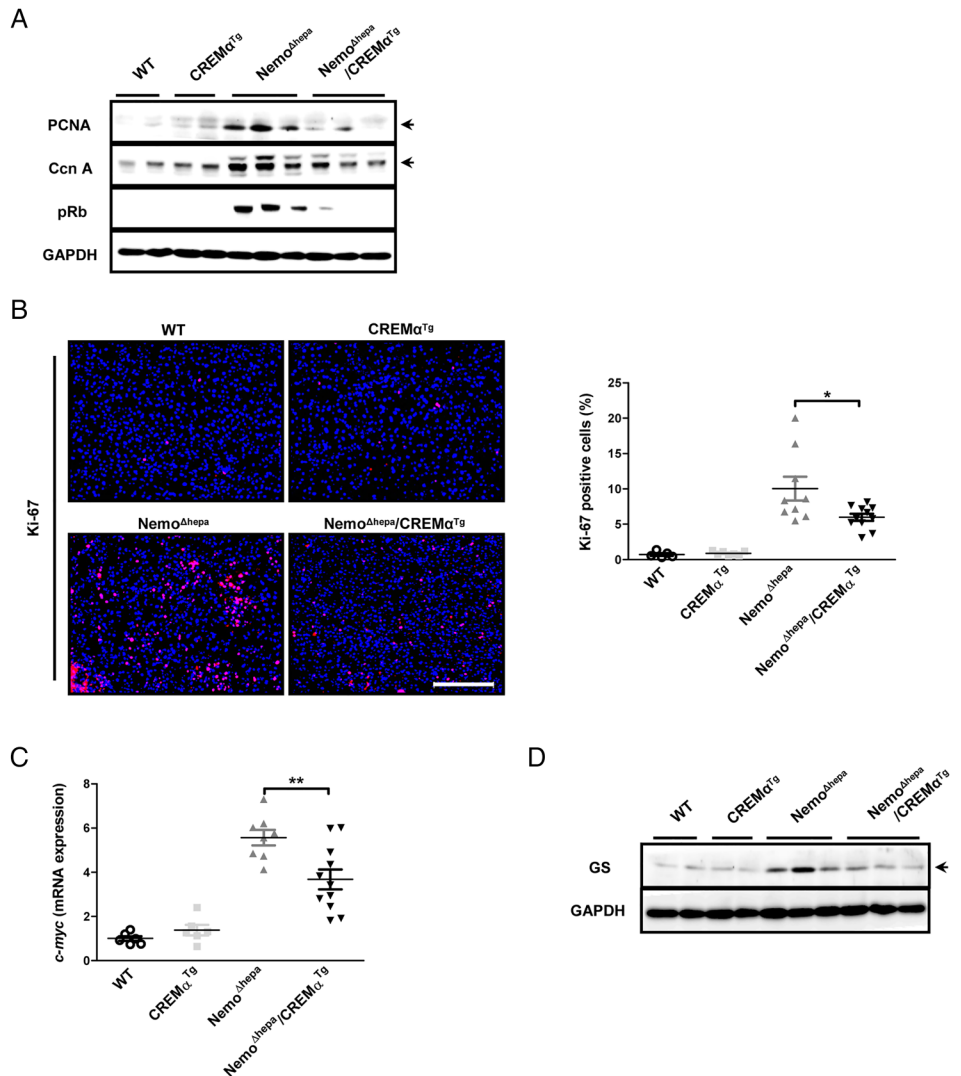 A
WT
CREMα^Tg
Nemo^Δhepa
Nemo^Δhepa
/CREMα^Tg
PCNA
Ccn A
pRb
GAPDH
B
WT
CREMα^Tg
Ki-67
Nemo^Δhepa
Nemo^Δhepa/CREMα^Tg
Ki-67 positive cells (%)
25
20
15
10
5
0
*
WT
CREMα^Tg
Nemo^Δhepa
Nemo^Δhepa/CREMα^Tg
C
c-myc (mRNA expression)
8
6
4
2
0
**
WT
CREMα^Tg
Nemo^Δhepa
Nemo^Δhepa/CREMα^Tg
D
WT
CREMα^Tg
Nemo^Δhepa
Nemo^Δhepa
/CREMα^Tg
GS
GAPDH